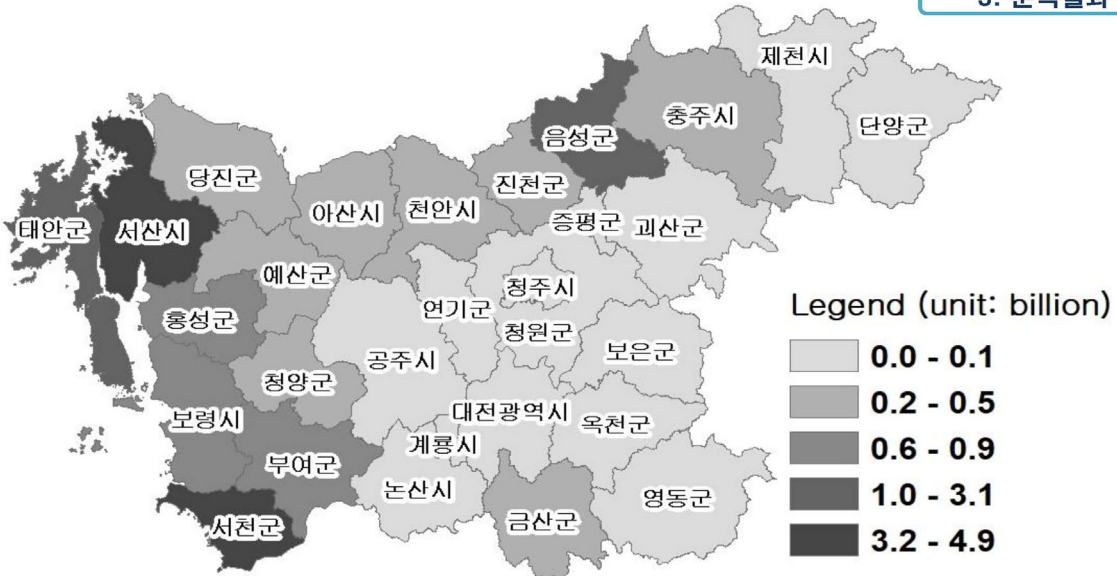 제천시
충주시
단양군
음성군
당진군
진천군
아산시
천안시
증평군
괴산군
태안군
서산시
예산군
청주시
연기군
홍성군
청원군
보은군
공주시
청양군
대전광역시
보령시
옥천군
계룡시
부여군
논산시
영동군
서천군
금산군
Legend (unit: billion)
0.0 - 0.1
0.2 - 0.5
0.6 - 0.9
1.0 - 3.1
3.2 - 4.9